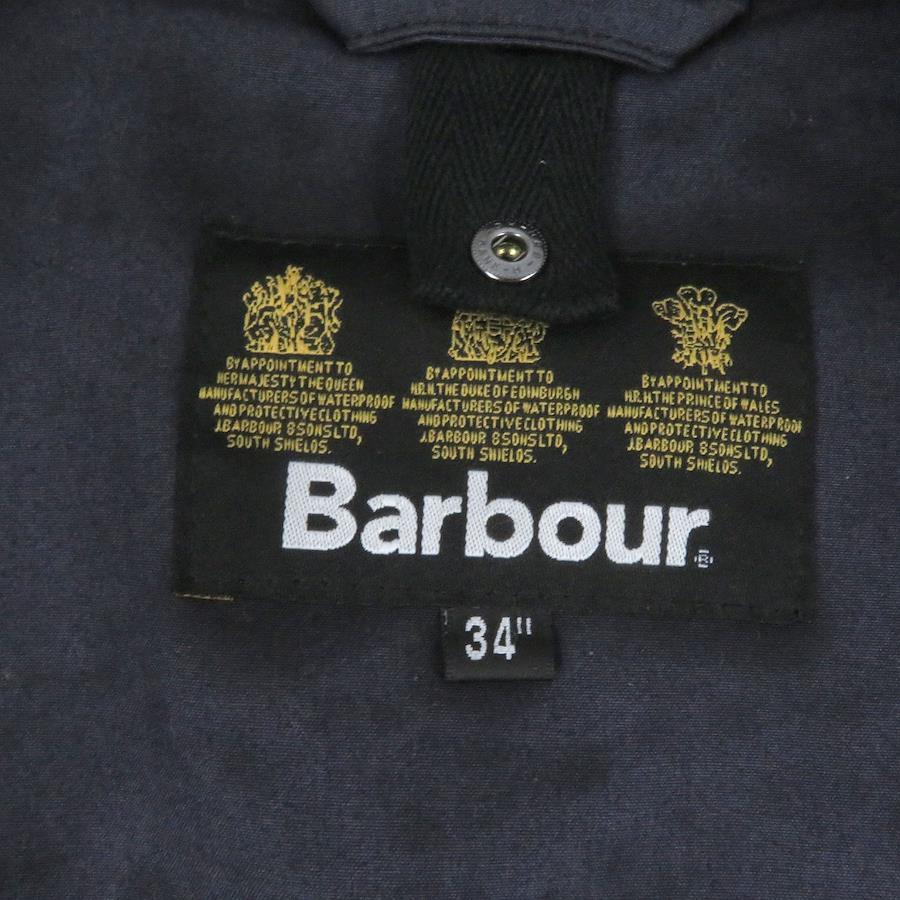 BY APPOINTMENT TO
HER MAJESTY THE QUEEN
MANUFACTURERS OF WATERPROOF
AND PROTECTIVE CLOTHING
J.BARBOUR & SONS LTD,
SOUTH SHIELDS.
BY APPOINTMENT TO
H.R.H. THE DUKE OF EDINBURGH
MANUFACTURERS OF WATERPROOF
AND PROTECTIVE CLOTHING
J.BARBOUR & SONS LTD,
SOUTH SHIELDS.
BY APPOINTMENT TO
H.R.H. THE PRINCE OF WALES
MANUFACTURERS OF WATERPROOF
AND PROTECTIVE CLOTHING
J.BARBOUR & SONS LTD,
SOUTH SHIELDS.
Barbour®
34"